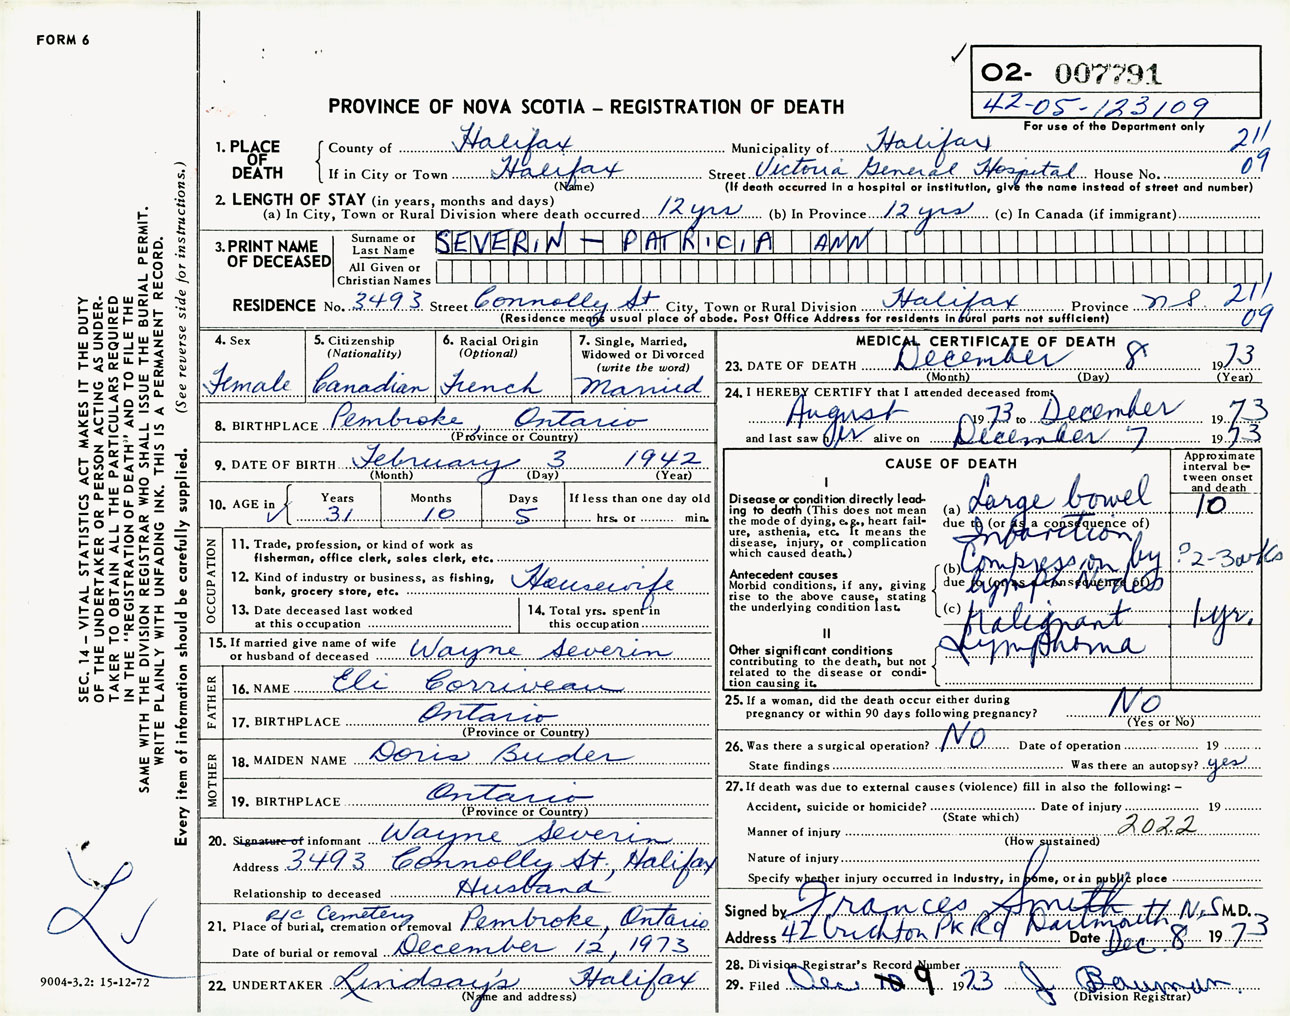 FORM 6
O2- 007791
42-05-123109
For use of the Department only
PROVINCE OF NOVA SCOTIA – REGISTRATION OF DEATH
1. PLACE OF DEATH
County of Halifax Municipality of Halifax 211
If in City or Town Halifax Street Victoria General Hospital House No. 09
(Name) (If death occurred in a hospital or institution, give the name instead of street and number)
2. LENGTH OF STAY (in years, months and days)
(a) In City, Town or Rural Division where death occurred 12 yrs (b) In Province 12 yrs (c) In Canada (if immigrant)
3. PRINT NAME OF DECEASED
Surname or Last Name SEVERIN – PATRICIA ANN
All Given or Christian Names
RESIDENCE No. 3493 Street Connolly St City, Town or Rural Division Halifax Province N.S. 211
(Residence means usual place of abode. Post Office Address for residents in rural parts not sufficient) 09
4. Sex
Female
5. Citizenship
(Nationality)
Canadian
6. Racial Origin
(Optional)
French
7. Single, Married,
Widowed or Divorced
(write the word)
Married
8. BIRTHPLACE Pembroke, Ontario
(Province or Country)
9. DATE OF BIRTH February 3 1942
(Month) (Day) (Year)
10. AGE in
Years Months Days If less than one day old
31 10 5 hrs. or min.
OCCUPATION
11. Trade, profession, or kind of work as
fisherman, office clerk, sales clerk, etc.
12. Kind of industry or business, as fishing,
bank, grocery store, etc. Housewife
13. Date deceased last worked
at this occupation
14. Total yrs. spent in
this occupation
15. If married give name of wife
or husband of deceased Wayne Severin
FATHER
16. NAME Eli Corriveau
17. BIRTHPLACE Ontario
(Province or Country)
MOTHER
18. MAIDEN NAME Doris Buder
19. BIRTHPLACE Ontario
(Province or Country)
20. Signature of informant Wayne Severin
Address 3493 Connolly St., Halifax
Relationship to deceased Husband
R/C Cemetery
21. Place of burial, cremation or removal Pembroke, Ontario
Date of burial or removal December 12, 1973
22. UNDERTAKER Lindsay's Halifax
(Name and address)
MEDICAL CERTIFICATE OF DEATH
23. DATE OF DEATH December 8 1973
(Month) (Day) (Year)
24. I HEREBY CERTIFY that I attended deceased from
August 1973 to December 1973
and last saw her alive on December 7 1973
CAUSE OF DEATH
Approximate interval between onset and death
I
Disease or condition directly leading to death (This does not mean the mode of dying, e.g., heart failure, asthenia, etc. It means the disease, injury, or complication which caused death.)
(a) Large bowel 10
due to (or as a consequence of)
Infarction
Antecedent causes
Morbid conditions, if any, giving rise to the above cause, stating the underlying condition last.
(b) Compression by ?2-3 wks
due to (or as a consequence of)
lymph nodes
(c) Malignant 1 yr.
Lymphoma
II
Other significant conditions
contributing to the death, but not related to the disease or condition causing it.
25. If a woman, did the death occur either during
pregnancy or within 90 days following pregnancy? No
(Yes or No)
26. Was there a surgical operation? No Date of operation 19
State findings Was there an autopsy? yes
27. If death was due to external causes (violence) fill in also the following: –
Accident, suicide or homicide? Date of injury 19
(State which)
Manner of injury 2022
(How sustained)
Nature of injury
Specify whether injury occurred in Industry, in home, or in public place
Signed by Frances Smith M.D.
Address 42 Crichton Pk Rd Dartmouth N.S Date Dec. 8 1973
28. Division Registrar's Record Number
29. Filed Dec 10 9 1973 J Bauman
(Division Registrar)
SEC. 14 – VITAL STATISTICS ACT MAKES IT THE DUTY
OF THE UNDERTAKER OR PERSON ACTING AS UNDER-
TAKER TO OBTAIN ALL THE PARTICULARS REQUIRED
IN THE "REGISTRATION OF DEATH" AND TO FILE THE
SAME WITH THE DIVISION REGISTRAR WHO SHALL ISSUE THE BURIAL PERMIT.
WRITE PLAINLY WITH UNFADING INK. THIS IS A PERMANENT RECORD.
Every item of information should be carefully supplied. (See reverse side for instructions.)
9004-3.2: 15-12-72